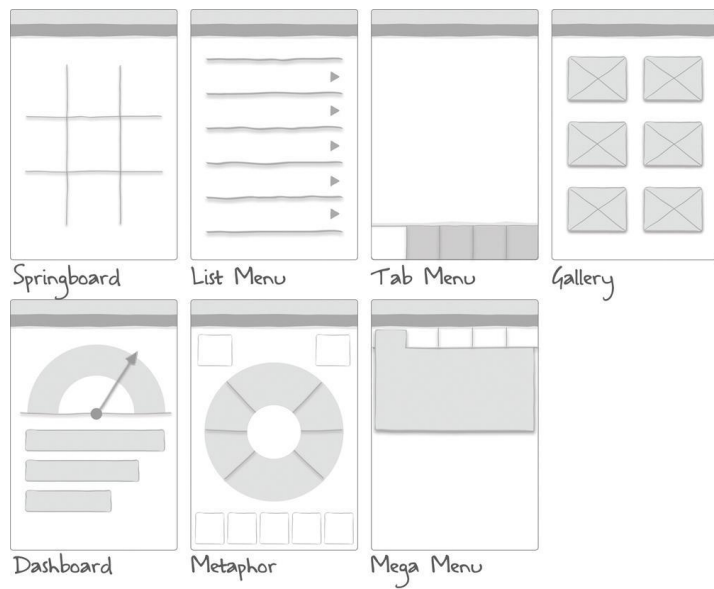 Springboard
List Menu
Tab Menu
Gallery
Dashboard
Metaphor
Mega Menu